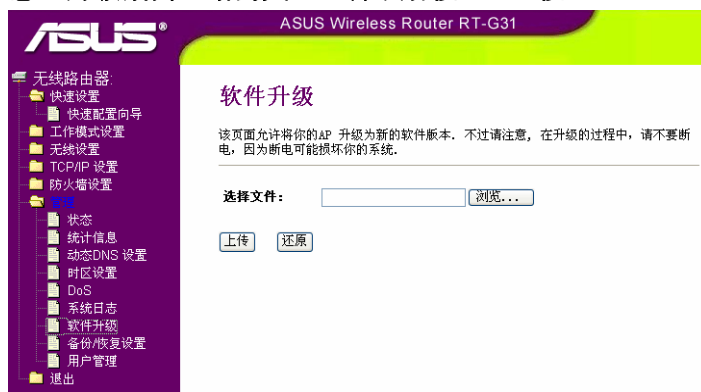 ASUS
ASUS Wireless Router RT-G31
无线路由器:
快速设置
快速配置向导
工作模式设置
无线设置
TCP/IP 设置
防火墙设置
状态
统计信息
动态DNS 设置
时区设置
DoS
系统日志
软件升级
备份/恢复设置
用户管理
退出
软件升级
该页面允许将你的AP 升级为新的软件版本. 不过请注意, 在升级的过程中, 请不要断
电, 因为断电可能损坏你的系统.
选择文件:
浏览...
上传
还原